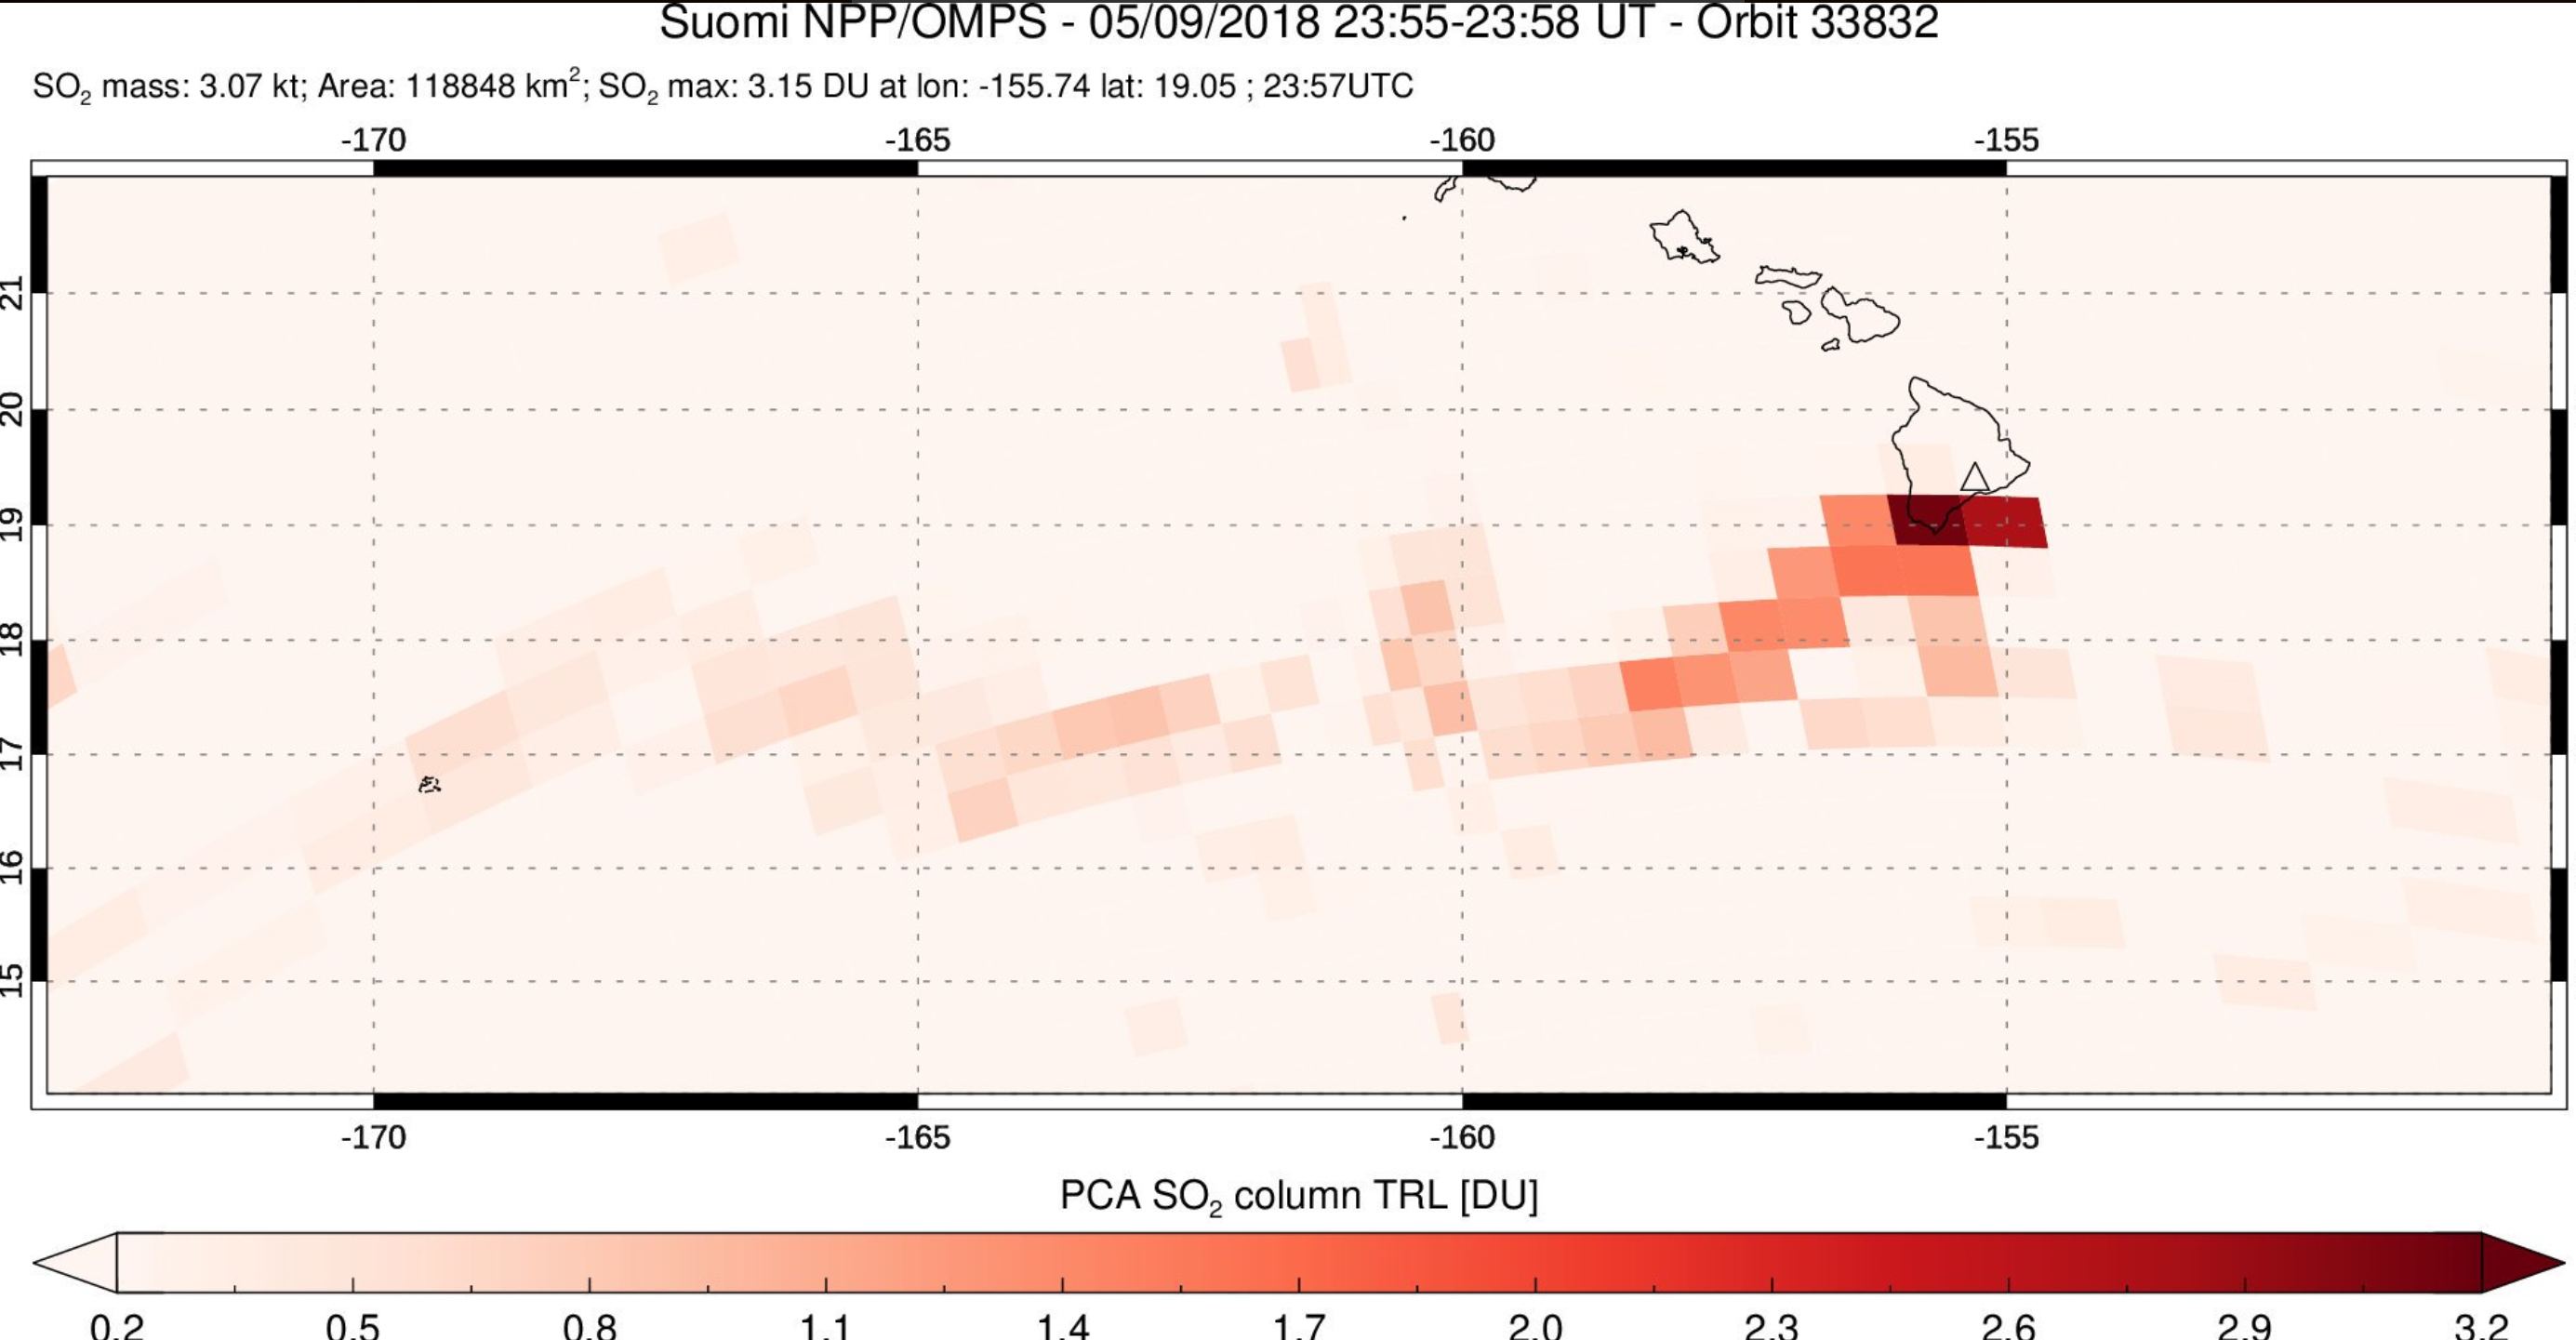 Suomi NPP/OMPS - 05/09/2018 23:55-23:58 UT - Orbit 33832
SO₂ mass: 3.07 kt; Area: 118848 km²; SO₂ max: 3.15 DU at lon: -155.74 lat: 19.05 ; 23:57UTC
-170 -165 -160 -155
21
20
19
18
17
16
15
-170 -165 -160 -155
PCA SO₂ column TRL [DU]
0.2 0.5 0.8 1.1 1.4 1.7 2.0 2.3 2.6 2.9 3.2